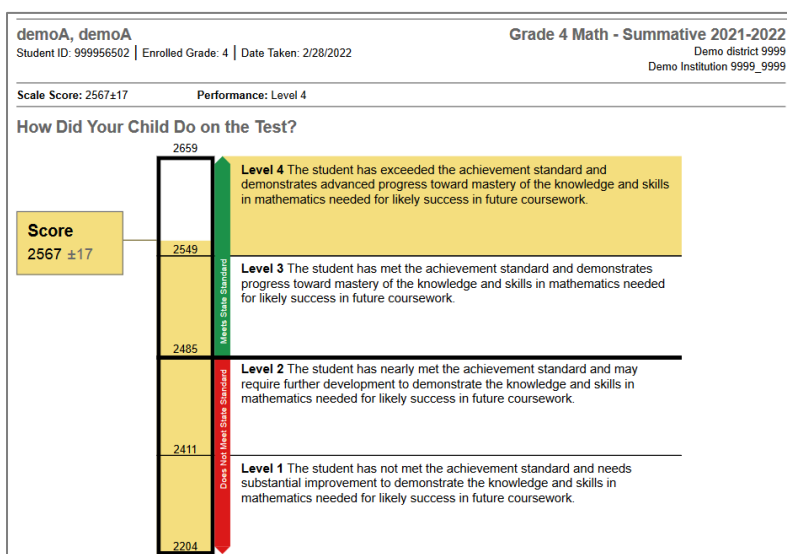 demoA, demoA
Grade 4 Math - Summative 2021-2022
Student ID: 999956502 | Enrolled Grade: 4 | Date Taken: 2/28/2022
Demo district 9999
Demo Institution 9999_9999
Scale Score: 2567±17
Performance: Level 4
How Did Your Child Do on the Test?
2659
Level 4 The student has exceeded the achievement standard and
demonstrates advanced progress toward mastery of the knowledge and skills
in mathematics needed for likely success in future coursework.
Score
2567 ±17
2549
Level 3 The student has met the achievement standard and demonstrates
progress toward mastery of the knowledge and skills in mathematics needed
for likely success in future coursework.
Meets State Standard
2485
Level 2 The student has nearly met the achievement standard and may
require further development to demonstrate the knowledge and skills in
mathematics needed for likely success in future coursework.
Does Not Meet State Standard
2411
Level 1 The student has not met the achievement standard and needs
substantial improvement to demonstrate the knowledge and skills in
mathematics needed for likely success in future coursework.
2204